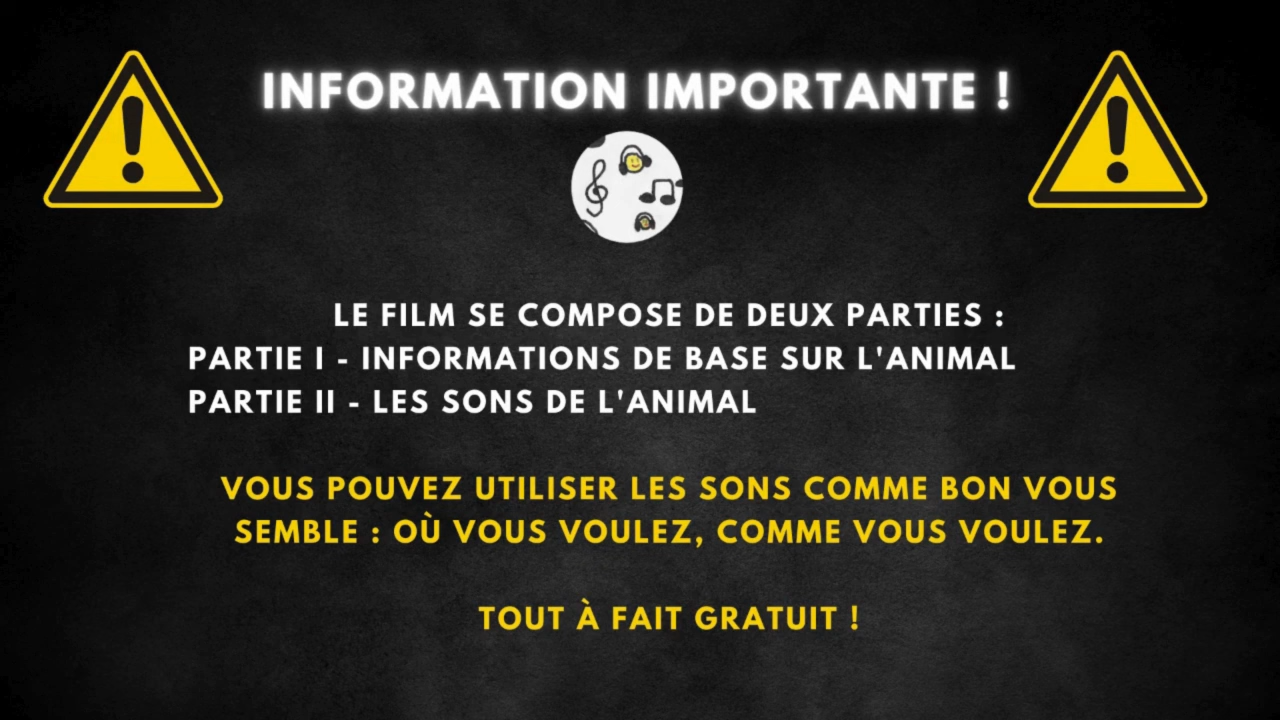 INFORMATION IMPORTANTE !
LE FILM SE COMPOSE DE DEUX PARTIES :
PARTIE I - INFORMATIONS DE BASE SUR L'ANIMAL
PARTIE II - LES SONS DE L'ANIMAL
VOUS POUVEZ UTILISER LES SONS COMME BON VOUS
SEMBLE : OÙ VOUS VOULEZ, COMME VOUS VOULEZ.
TOUT À FAIT GRATUIT !